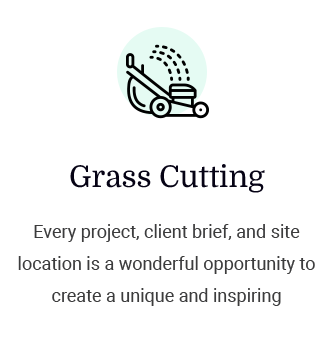 Grass Cutting
Every project, client brief, and site
location is a wonderful opportunity to
create a unique and inspiring